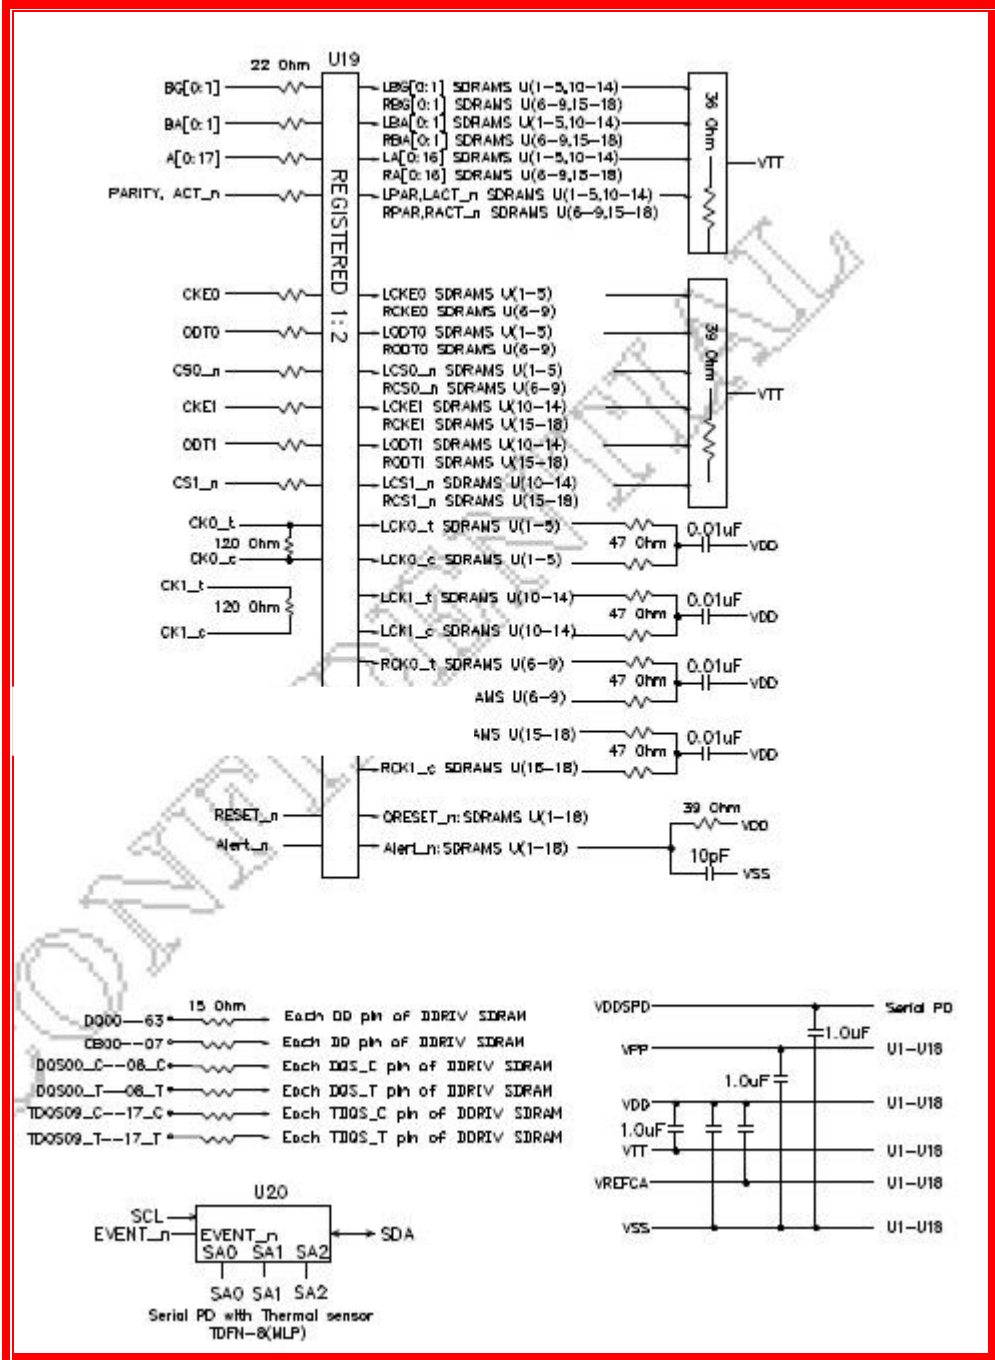 22 Ohm
U19
BG[0:1]
LBG[0:1] SDRAMS U(1-5,10-14)
RBG[0:1] SDRAMS U(6-9,15-18)
BA[0:1]
LBA[0:1] SDRAMS U(1-5,10-14)
RBA[0:1] SDRAMS U(6-9,15-18)
A[0:17]
LA[0:16] SDRAMS U(1-5,10-14)
RA[0:16] SDRAMS U(6-9,15-18)
PARITY, ACT_n
LPAR,LACT_n SDRAMS U(1-5,10-14)
RPAR,RACT_n SDRAMS U(6-9,15-18)
36 Ohm
VTT
REGISTERED 1:2
CKE0
LCKE0 SDRAMS U(1-5)
RCKE0 SDRAMS U(6-9)
ODT0
LODT0 SDRAMS U(1-5)
RODT0 SDRAMS U(6-9)
CS0_n
LCS0_n SDRAMS U(1-5)
RCS0_n SDRAMS U(6-9)
CKE1
LCKE1 SDRAMS U(10-14)
RCKE1 SDRAMS U(15-18)
ODT1
LODT1 SDRAMS U(10-14)
RODT1 SDRAMS U(15-18)
CS1_n
LCS1_n SDRAMS U(10-14)
RCS1_n SDRAMS U(15-18)
39 Ohm
VTT
CK0_t
LCK0_t SDRAMS U(1-5)
120 Ohm
47 Ohm
0.01uF
VDD
CK0_c
LCK0_c SDRAMS U(1-5)
CK1_t
LCK1_t SDRAMS U(10-14)
120 Ohm
47 Ohm
0.01uF
VDD
CK1_c
LCK1_c SDRAMS U(10-14)
RCK0_t SDRAMS U(6-9)
47 Ohm
0.01uF
VDD
AMS U(6-9)
AMS U(15-18)
47 Ohm
0.01uF
VDD
RCK1_c SDRAMS U(16-18)
RESET_n
QRESET_n:SDRAMS U(1-18)
39 Ohm
VDD
Alert_n
Alert_n:SDRAMS U(1-18)
10pF
VSS
15 Ohm
DQ00--63
Each DQ pin of DDRIV SDRAM
CB00--07
Each DQ pin of DDRIV SDRAM
DQS00_C--08_C
Each DQS_C pin of DDRIV SDRAM
DQS00_T--08_T
Each DQS_T pin of DDRIV SDRAM
TDQS09_C--17_C
Each TDQS_C pin of DDRIV SDRAM
TDQS09_T--17_T
Each TDQS_T pin of DDRIV SDRAM
VDDSPD
Serial PD
1.0uF
VPP
U1-U18
1.0uF
VDD
U1-U18
1.0uF
VTT
U1-U18
VREFCA
U1-U18
VSS
U1-U18
U20
SCL
EVENT_n
EVENT_n
SDA
SA0 SA1 SA2
SA0 SA1 SA2
Serial PD with Thermal sensor
TDFN-8(MLP)